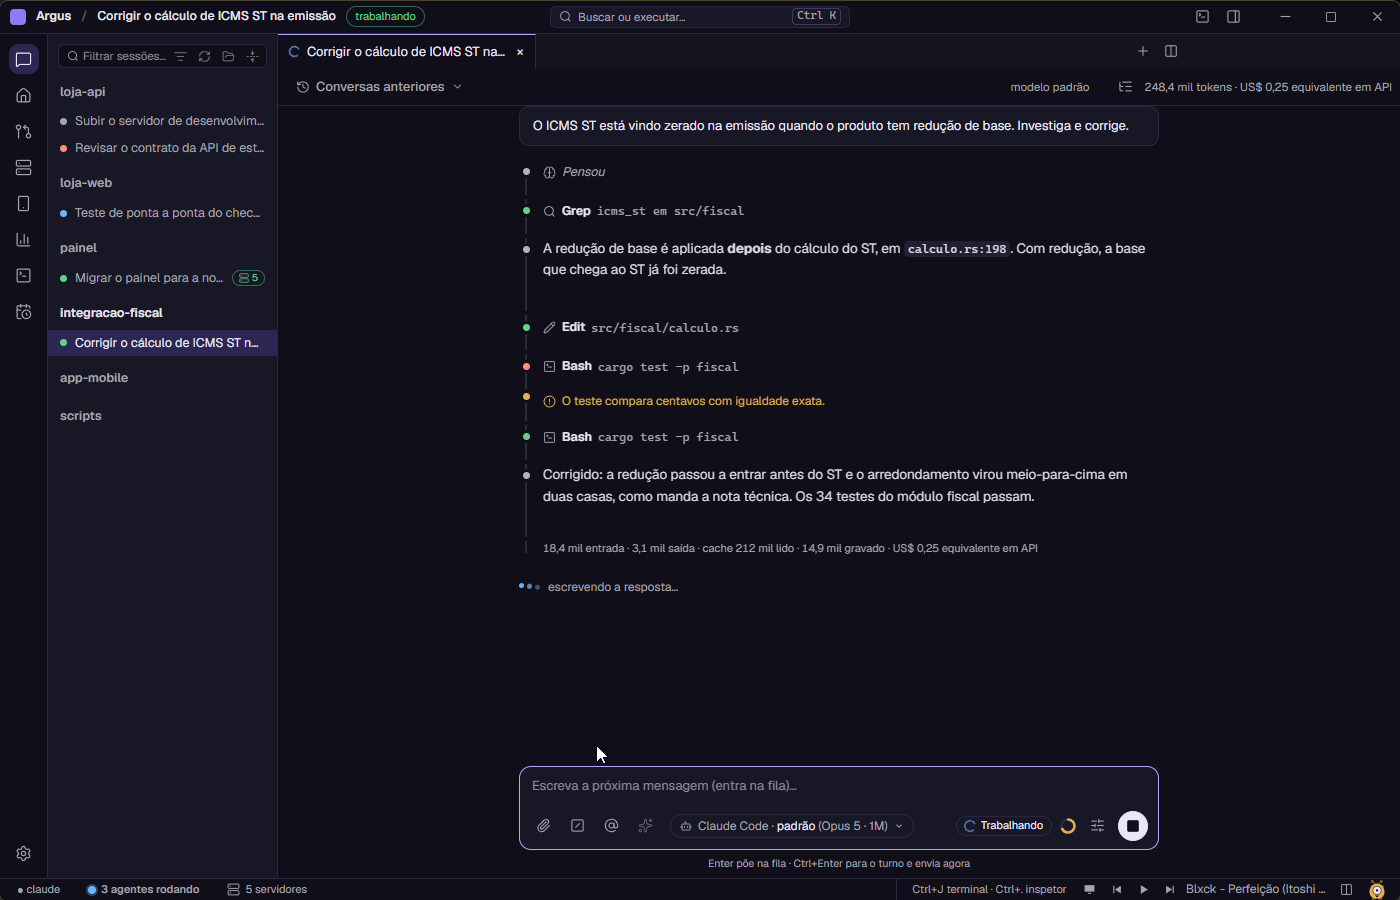 Argus / Corrigir o cálculo de ICMS ST na emissão trabalhando
Buscar ou executar... Ctrl K
Filtrar sessões...
loja-api
Subir o servidor de desenvolvim...
Revisar o contrato da API de est...
loja-web
Teste de ponta a ponta do chec...
painel
Migrar o painel para a no... 5
integracao-fiscal
Corrigir o cálculo de ICMS ST n...
app-mobile
scripts
Corrigir o cálculo de ICMS ST na...
Conversas anteriores
modelo padrão
248,4 mil tokens · US$ 0,25 equivalente em API
O ICMS ST está vindo zerado na emissão quando o produto tem redução de base. Investiga e corrige.
Pensou
Grep icms_st em src/fiscal
A redução de base é aplicada depois do cálculo do ST, em calculo.rs:198. Com redução, a base
que chega ao ST já foi zerada.
Edit src/fiscal/calculo.rs
Bash cargo test -p fiscal
O teste compara centavos com igualdade exata.
Bash cargo test -p fiscal
Corrigido: a redução passou a entrar antes do ST e o arredondamento virou meio-para-cima em
duas casas, como manda a nota técnica. Os 34 testes do módulo fiscal passam.
18,4 mil entrada · 3,1 mil saída · cache 212 mil lido · 14,9 mil gravado · US$ 0,25 equivalente em API
escrevendo a resposta...
Escreva a próxima mensagem (entra na fila)...
Claude Code · padrão (Opus 5 · 1M)
Trabalhando
Enter põe na fila · Ctrl+Enter para o turno e envia agora
claude
3 agentes rodando
5 servidores
Ctrl+J terminal · Ctrl+. inspetor
Blxck - Perfeição (Itoshi ...